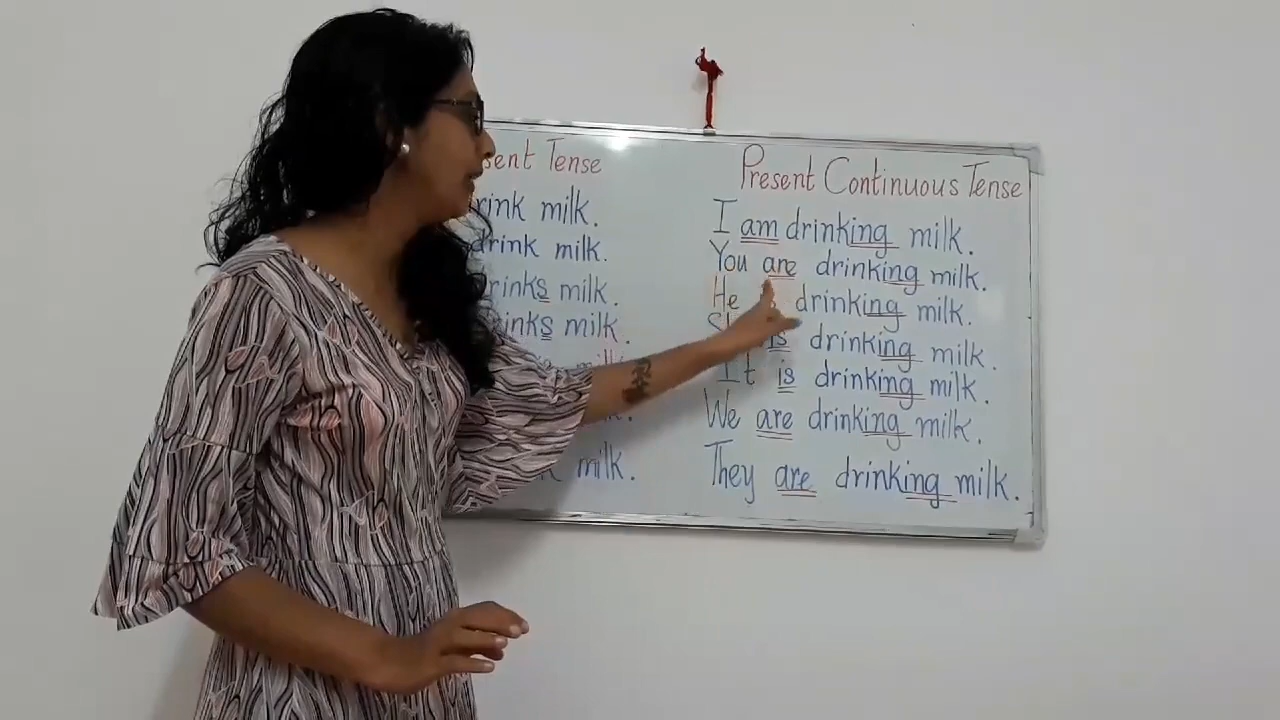 sent Tense
rink milk.
drink milk.
rinks milk.
inks milk.
milk
milk.
Present Continuous Tense
I am drinking milk.
You are drinking milk.
He drinking milk.
is drinking milk.
It is drinking milk.
We are drinking milk.
They are drinking milk.